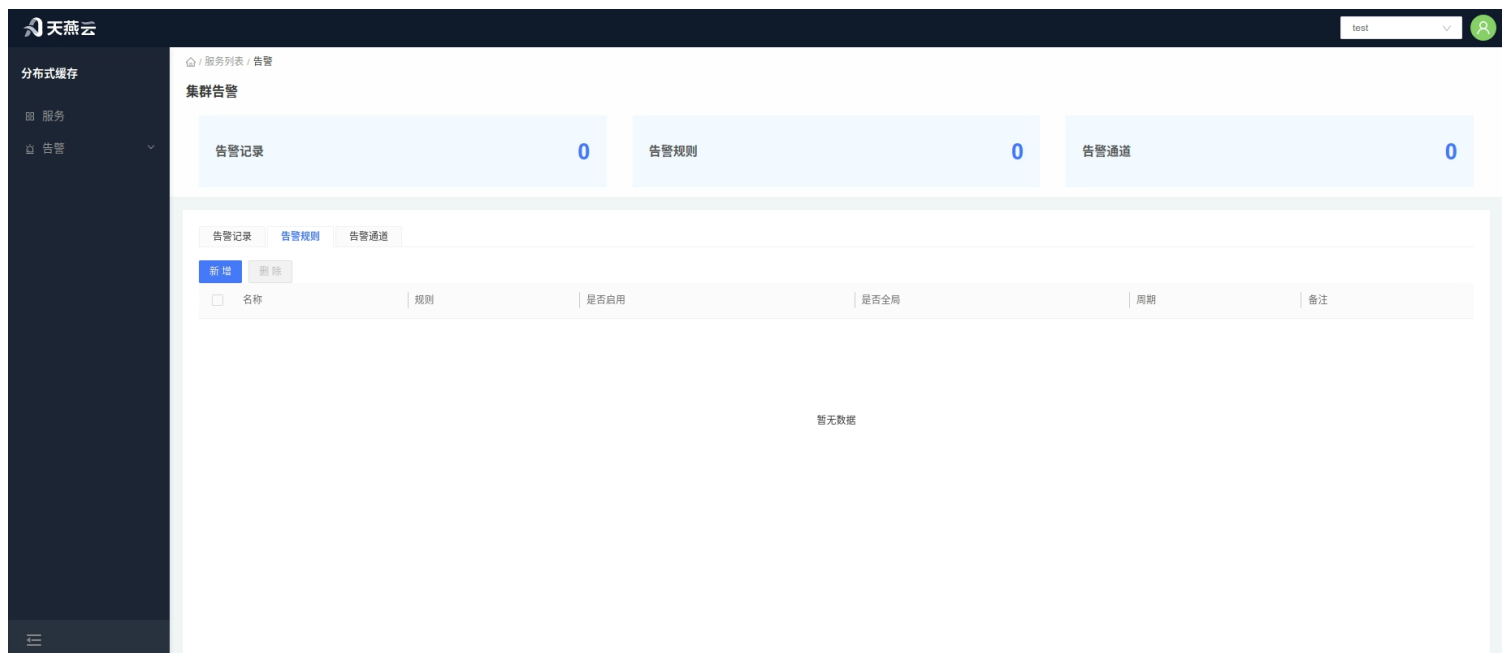 天燕云
test
分布式缓存
服务
告警
/ 服务列表 / 告警
集群告警
告警记录 0
告警规则 0
告警通道 0
告警记录 告警规则 告警通道
新增 删除
名称 规则 是否启用 是否全局 周期 备注
暂无数据